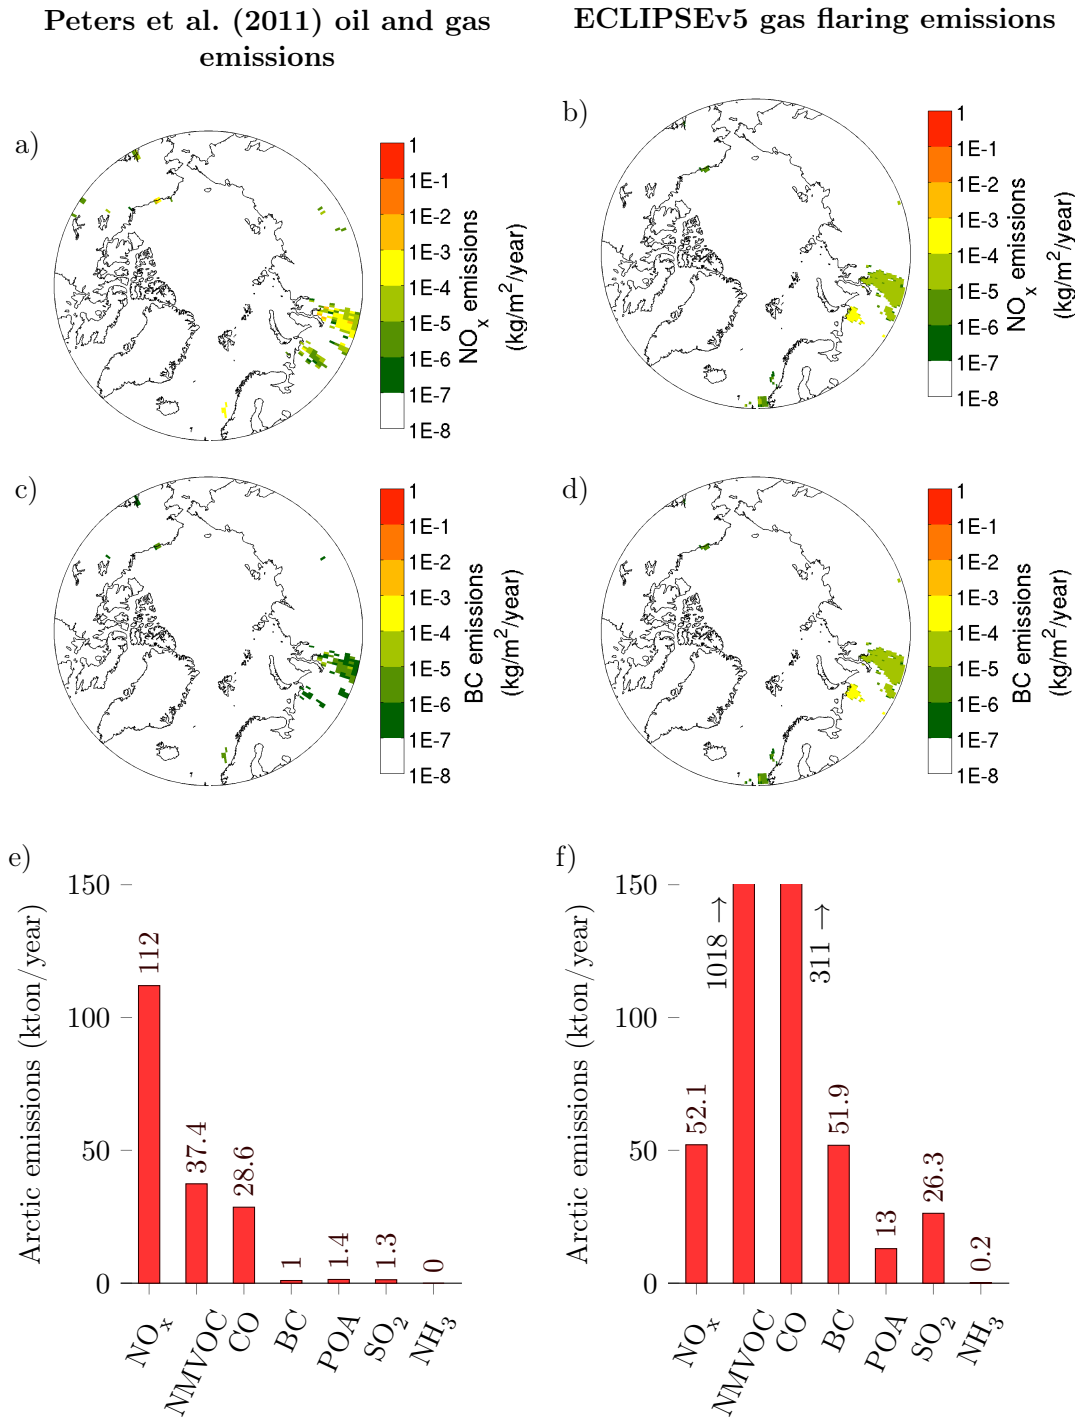 Peters et al. (2011) oil and gas
emissions
ECLIPSEv5 gas flaring emissions
a)
1
1E-1
1E-2
1E-3
1E-4
1E-5
1E-6
1E-7
1E-8
NOx emissions
(kg/m2/year)
b)
1
1E-1
1E-2
1E-3
1E-4
1E-5
1E-6
1E-7
1E-8
NOx emissions
(kg/m2/year)
c)
1
1E-1
1E-2
1E-3
1E-4
1E-5
1E-6
1E-7
1E-8
BC emissions
(kg/m2/year)
d)
1
1E-1
1E-2
1E-3
1E-4
1E-5
1E-6
1E-7
1E-8
BC emissions
(kg/m2/year)
e)
Arctic emissions (kton/year)
150
100
50
0
112
37.4
28.6
1
1.4
1.3
0
NOx
NMVOC
CO
BC
POA
SO2
NH3
f)
Arctic emissions (kton/year)
150
100
50
0
52.1
1018 →
311 →
51.9
13
26.3
0.2
NOx
NMVOC
CO
BC
POA
SO2
NH3